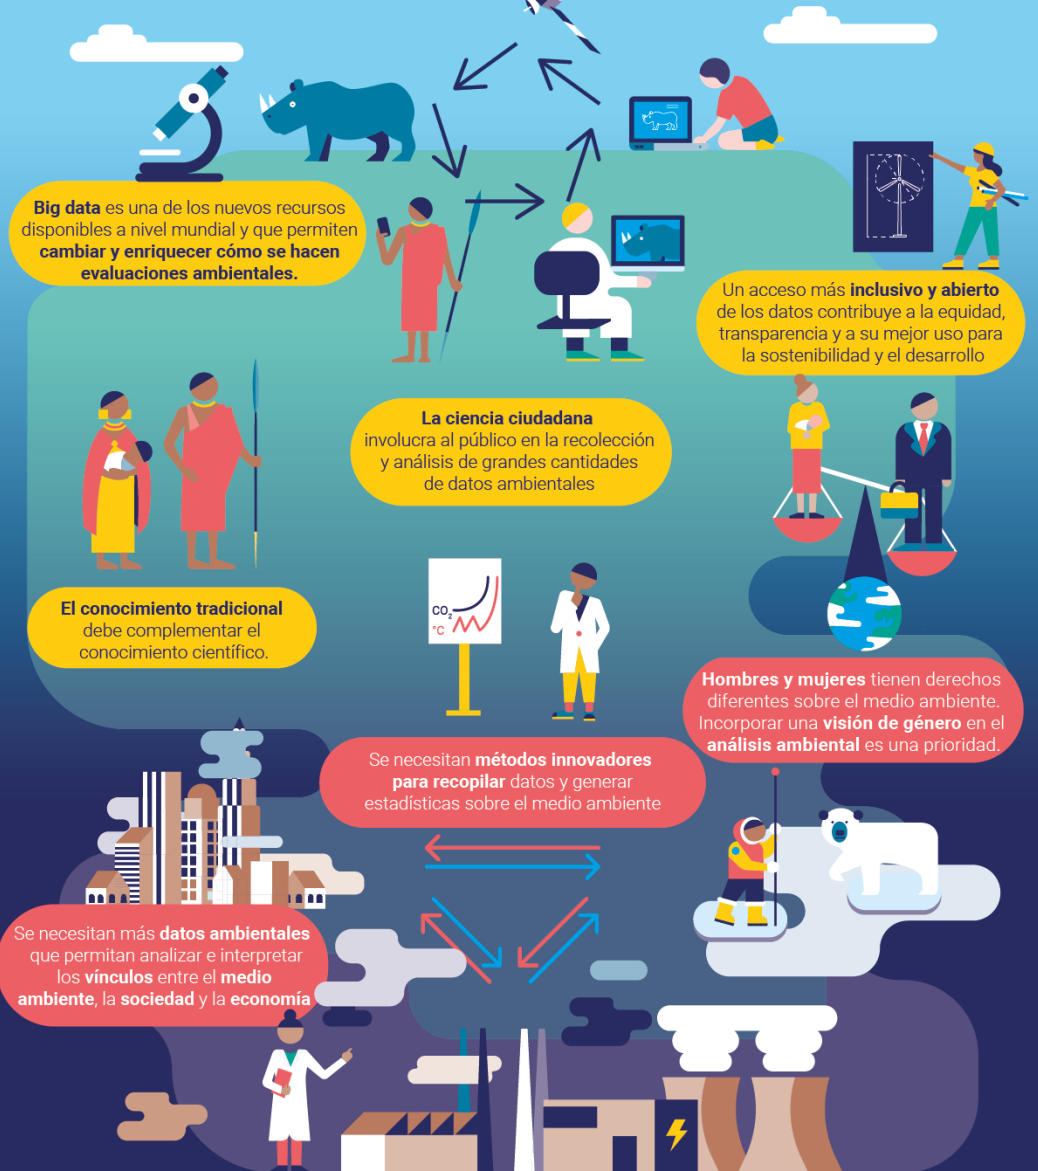 Big data es una de los nuevos recursos
disponibles a nivel mundial y que permiten
cambiar y enriquecer cómo se hacen
evaluaciones ambientales.
Un acceso más inclusivo y abierto
de los datos contribuye a la equidad,
transparencia y a su mejor uso para
la sostenibilidad y el desarrollo
La ciencia ciudadana
involucra al público en la recolección
y análisis de grandes cantidades
de datos ambientales
El conocimiento tradicional
debe complementar el
conocimiento científico.
CO₂
°C
Hombres y mujeres tienen derechos
diferentes sobre el medio ambiente.
Incorporar una visión de género en el
análisis ambiental es una prioridad.
Se necesitan métodos innovadores
para recopilar datos y generar
estadísticas sobre el medio ambiente
Se necesitan más datos ambientales
que permitan analizar e interpretar
los vínculos entre el medio
ambiente, la sociedad y la economía